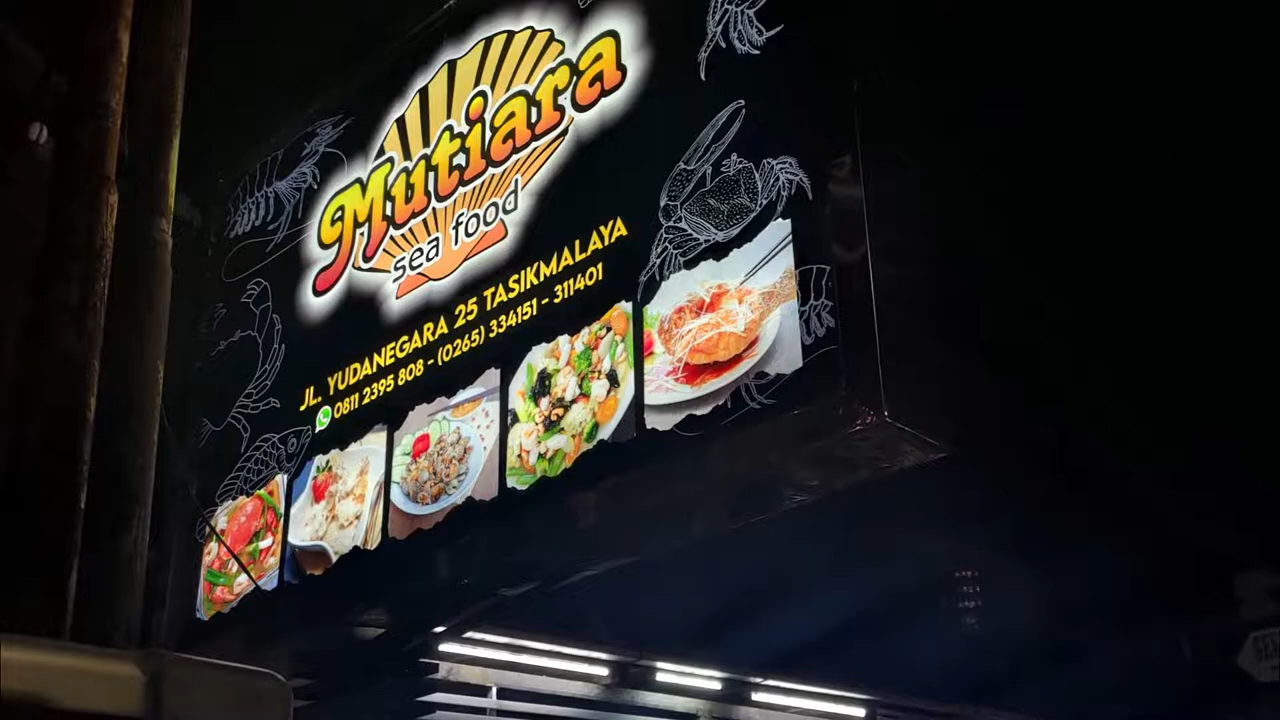 Mutiara
sea food
JL. YUDANEGARA 25 TASIKMALAYA
0811 2395 808 - (0265) 334151 - 311401